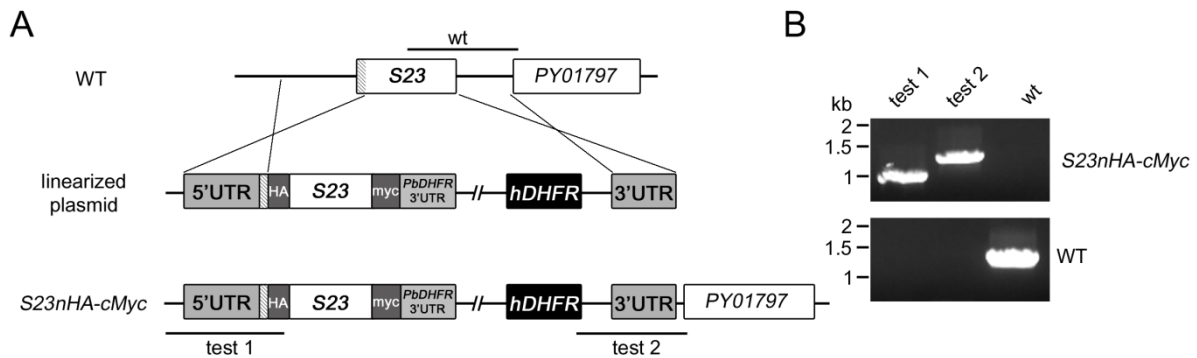 A
wt
WT
S23
PY01797
linearized
plasmid
5'UTR
HA
S23
myc
PbDHFR
3'UTR
//
hDHFR
3'UTR
S23nHA-cMyc
5'UTR
HA
S23
myc
PbDHFR
3'UTR
//
hDHFR
3'UTR
PY01797
test 1
test 2
B
kb
test 1
test 2
wt
2
1.5
1
S23nHA-cMyc
2
1.5
1
WT